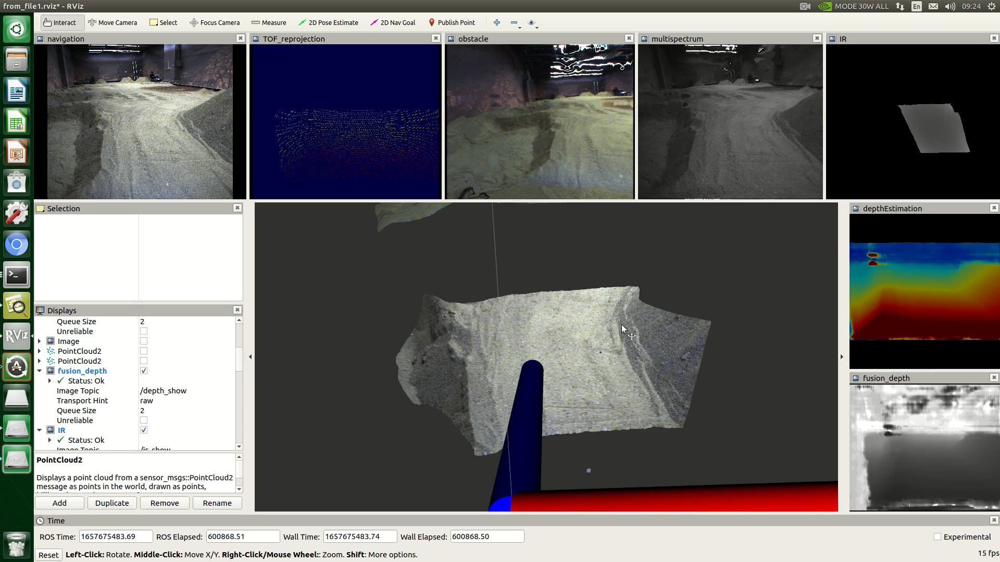 from_file1.rviz* - RViz
MODE 30W ALL
En
09:24
Interact
Move Camera
Select
Focus Camera
Measure
2D Pose Estimate
2D Nav Goal
Publish Point
navigation
TOF_reprojection
obstacle
multispectrum
IR
Selection
depthEstimation
fusion_depth
Displays
Queue Size 2
Unreliable
Image
PointCloud2
PointCloud2
fusion_depth
Status: Ok
Image Topic /depth_show
Transport Hint raw
Queue Size 2
Unreliable
IR
Status: Ok
Image Topic /ir_show
PointCloud2
Displays a point cloud from a sensor_msgs::PointCloud2
message as points in the world, drawn as points,
Add
Duplicate
Remove
Rename
RViz
Time
ROS Time: 1657675483.69
ROS Elapsed: 600868.51
Wall Time: 1657675483.74
Wall Elapsed: 600868.50
Experimental
Reset
Left-Click: Rotate. Middle-Click: Move X/Y. Right-Click/Mouse Wheel:: Zoom. Shift: More options.
15 fps